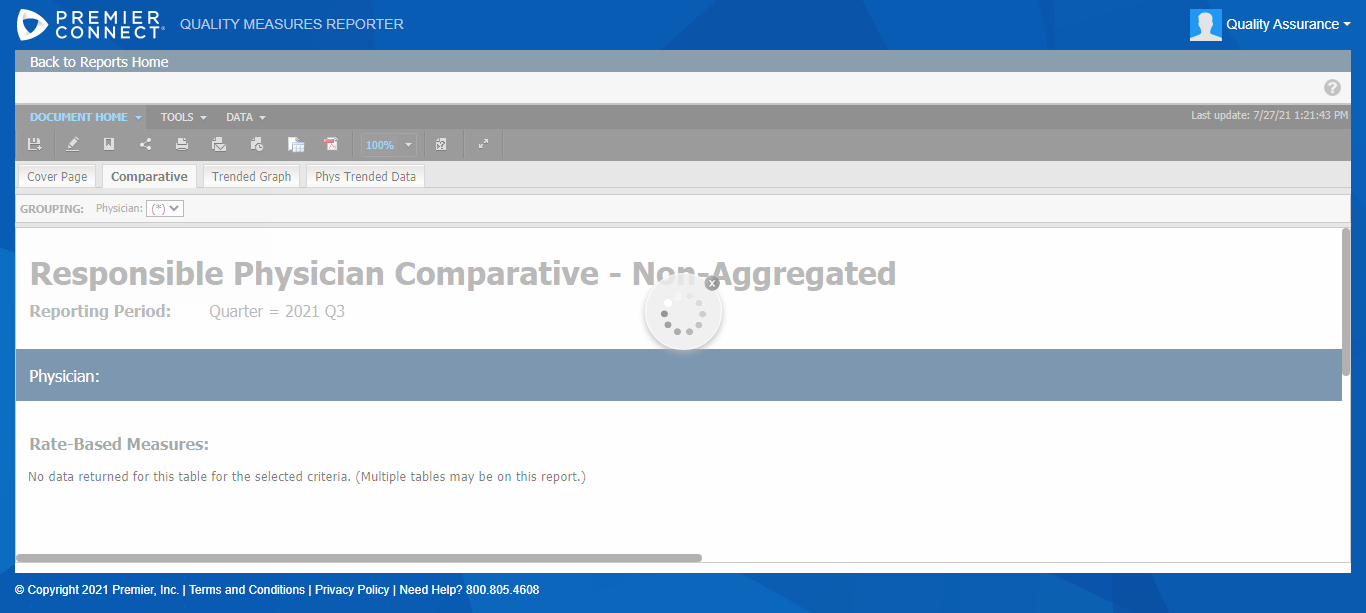 PREMIER CONNECT® QUALITY MEASURES REPORTER
Quality Assurance
Back to Reports Home
?
DOCUMENT HOME TOOLS DATA
Last update: 7/27/21 1:21:43 PM
100%
Cover Page Comparative Trended Graph Phys Trended Data
GROUPING: Physician: (*)
Responsible Physician Comparative - Non-Aggregated
x
Reporting Period: Quarter = 2021 Q3
Physician:
Rate-Based Measures:
No data returned for this table for the selected criteria. (Multiple tables may be on this report.)
© Copyright 2021 Premier, Inc. | Terms and Conditions | Privacy Policy | Need Help? 800.805.4608